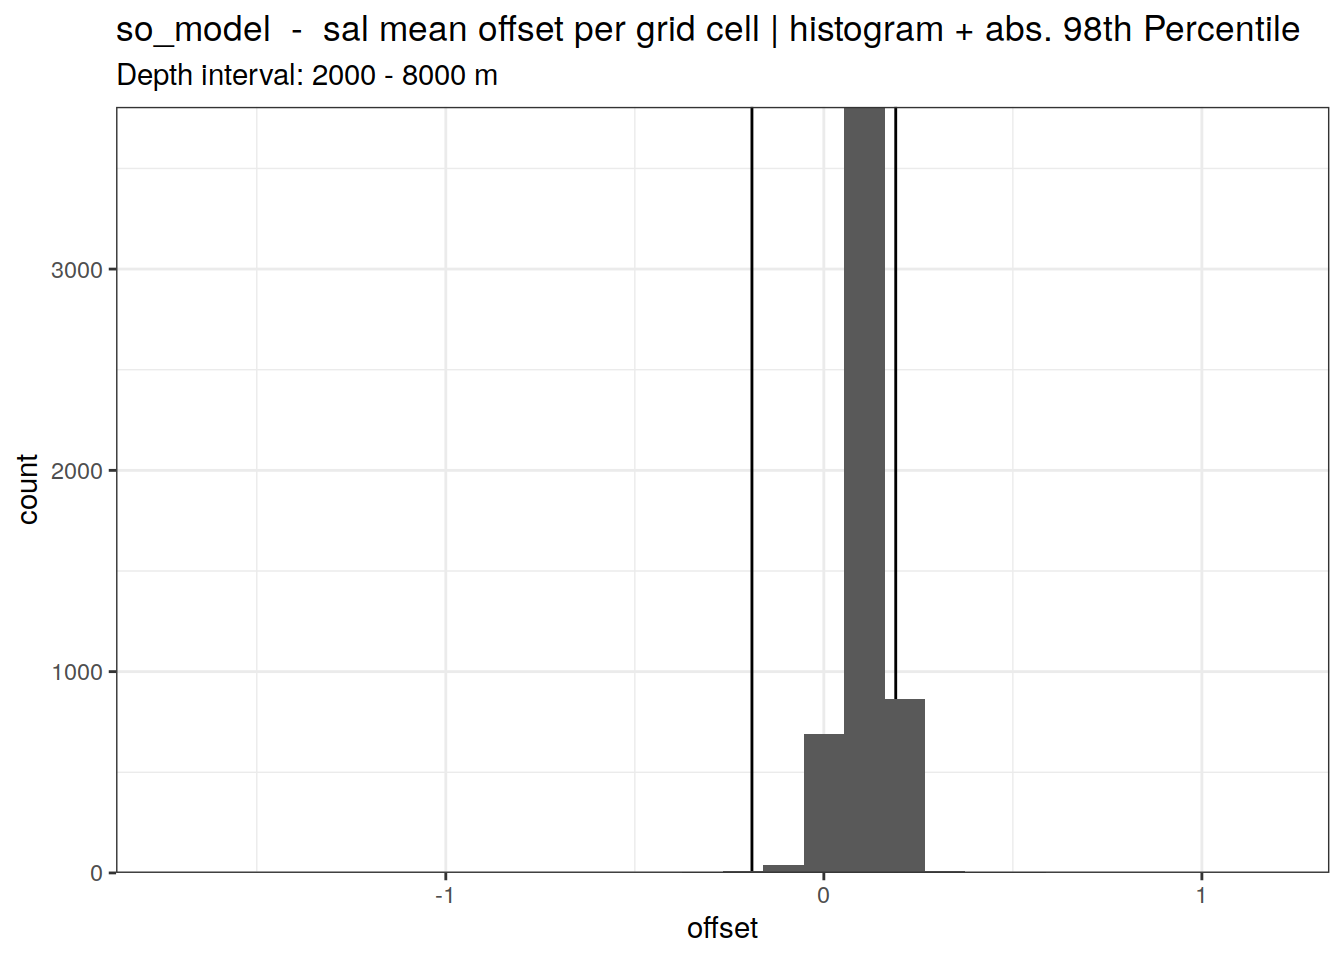 so_model  -  sal mean offset per grid cell | histogram + abs. 98th Percentile
Depth interval: 2000 - 8000 m
3000
2000
1000
0
count
-1
0
1
offset